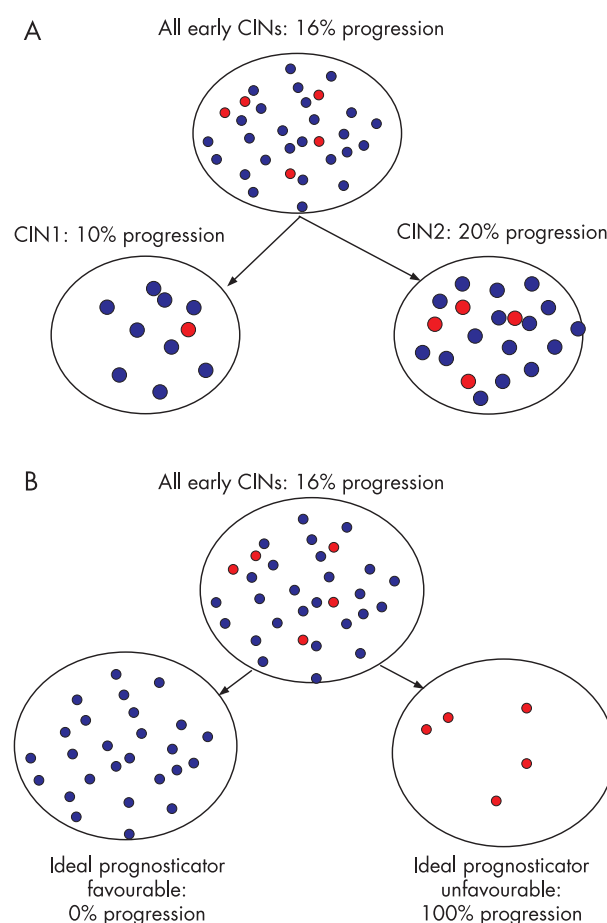 A
All early CINs: 16% progression
CIN1: 10% progression
CIN2: 20% progression
B
All early CINs: 16% progression
Ideal prognosticator
favourable:
0% progression
Ideal prognosticator
unfavourable:
100% progression